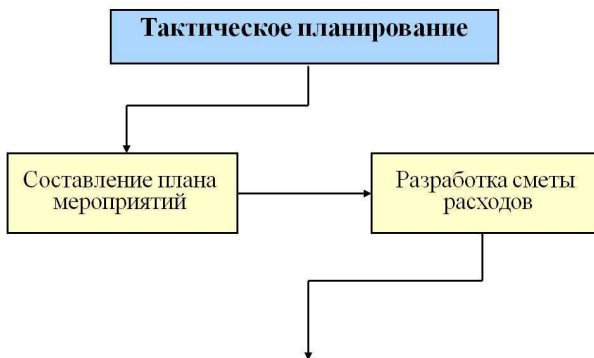 Тактическое планирование
Составление плана
мероприятий
Разработка сметы
расходов